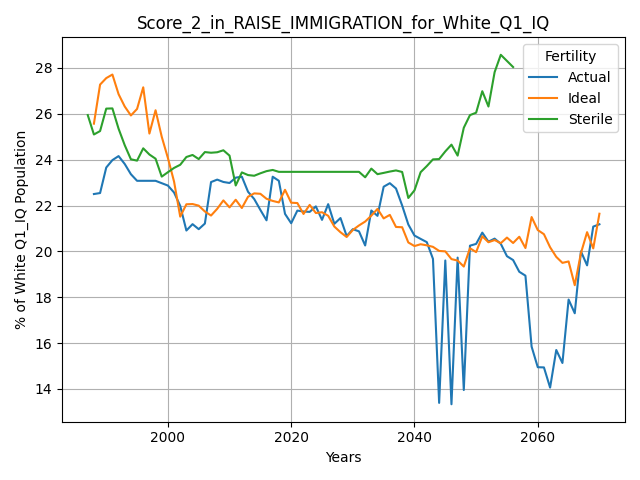 Score_2_in_RAISE_IMMIGRATION_for_White_Q1_IQ
Fertility
Actual
Ideal
Sterile
% of White Q1_IQ Population
28
26
24
22
20
18
16
14
2000
2020
2040
2060
Years